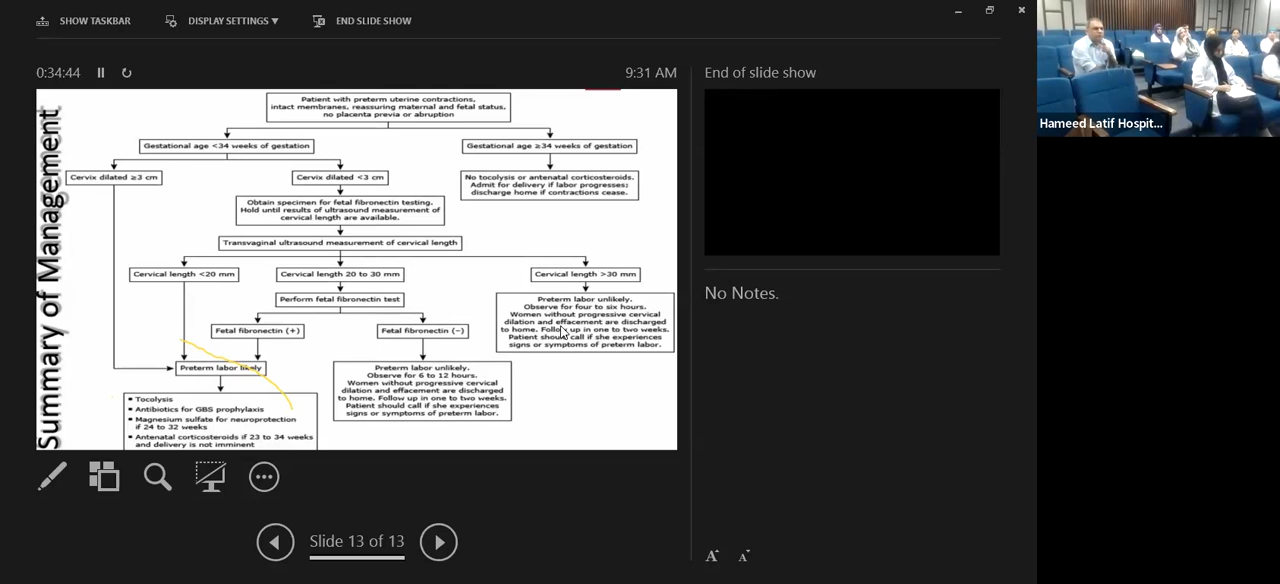 SHOW TASKBAR
DISPLAY SETTINGS
END SLIDE SHOW
0:34:44
9:31 AM
End of slide show
Hameed Latif Hospit...
Summary of Management
Patient with preterm uterine contractions,
intact membranes, reassuring maternal and fetal status,
no placenta previa or abruption
Gestational age <34 weeks of gestation
Gestational age ≥34 weeks of gestation
Cervix dilated ≥3 cm
Cervix dilated <3 cm
No tocolysis or antenatal corticosteroids.
Admit for delivery if labor progresses;
discharge home if contractions cease.
Obtain specimen for fetal fibronectin testing.
Hold until results of ultrasound measurement of
cervical length are available.
Transvaginal ultrasound measurement of cervical length
Cervical length <20 mm
Cervical length 20 to 30 mm
Cervical length >30 mm
Perform fetal fibronectin test
Preterm labor unlikely.
Observe for four to six hours.
Women without progressive cervical
dilation and effacement are discharged
to home. Follow up in one to two weeks.
Patient should call if she experiences
signs or symptoms of preterm labor.
Fetal fibronectin (+)
Fetal fibronectin (−)
Preterm labor likely
Preterm labor unlikely.
Observe for 6 to 12 hours.
Women without progressive cervical
dilation and effacement are discharged
to home. Follow up in one to two weeks.
Patient should call if she experiences
signs or symptoms of preterm labor.
• Tocolysis
• Antibiotics for GBS prophylaxis
• Magnesium sulfate for neuroprotection
if 24 to 32 weeks
• Antenatal corticosteroids if 23 to 34 weeks
and delivery is not imminent
No Notes.
Slide 13 of 13
A A